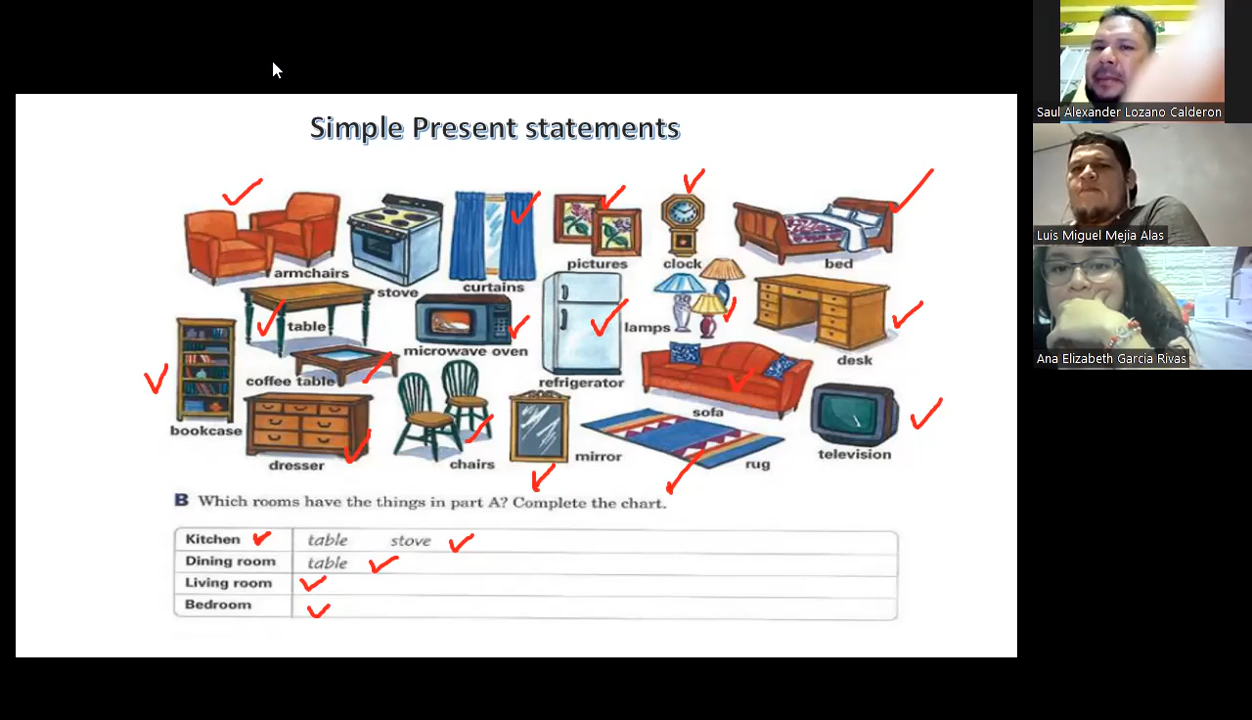 Simple Present statements
armchairs
stove
curtains
pictures
clock
bed
table
microwave oven
refrigerator
lamps
desk
coffee table
bookcase
dresser
chairs
mirror
sofa
rug
television
B Which rooms have the things in part A? Complete the chart.
Kitchen table stove
Dining room table
Living room
Bedroom
Saul Alexander Lozano Calderon
Luis Miguel Mejia Alas
Ana Elizabeth García Rivas